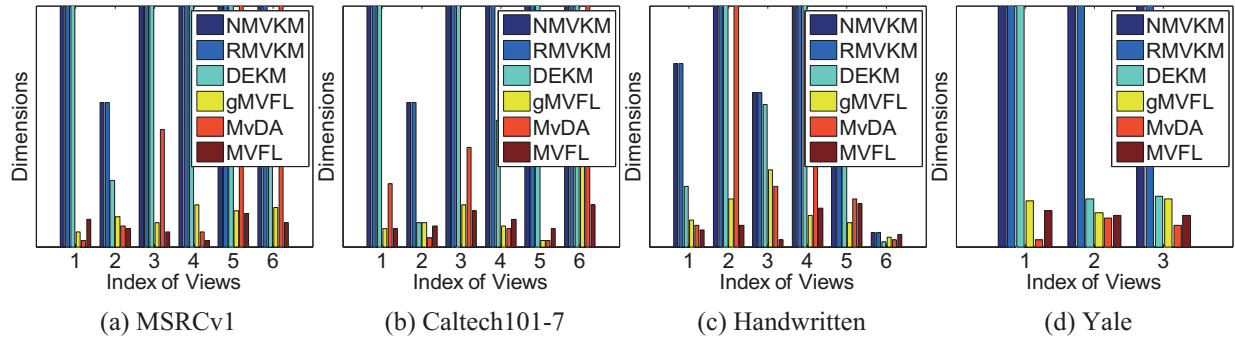 Dimensions
NMVKM
RMVKM
DEKM
gMVFL
MvDA
MVFL
1 2 3 4 5 6
Index of Views
(a) MSRCv1
Dimensions
NMVKM
RMVKM
DEKM
gMVFL
MvDA
MVFL
1 2 3 4 5 6
Index of Views
(b) Caltech101-7
Dimensions
NMVKM
RMVKM
DEKM
gMVFL
MvDA
MVFL
1 2 3 4 5 6
Index of Views
(c) Handwritten
Dimensions
NMVKM
RMVKM
DEKM
gMVFL
MvDA
MVFL
1 2 3
Index of Views
(d) Yale